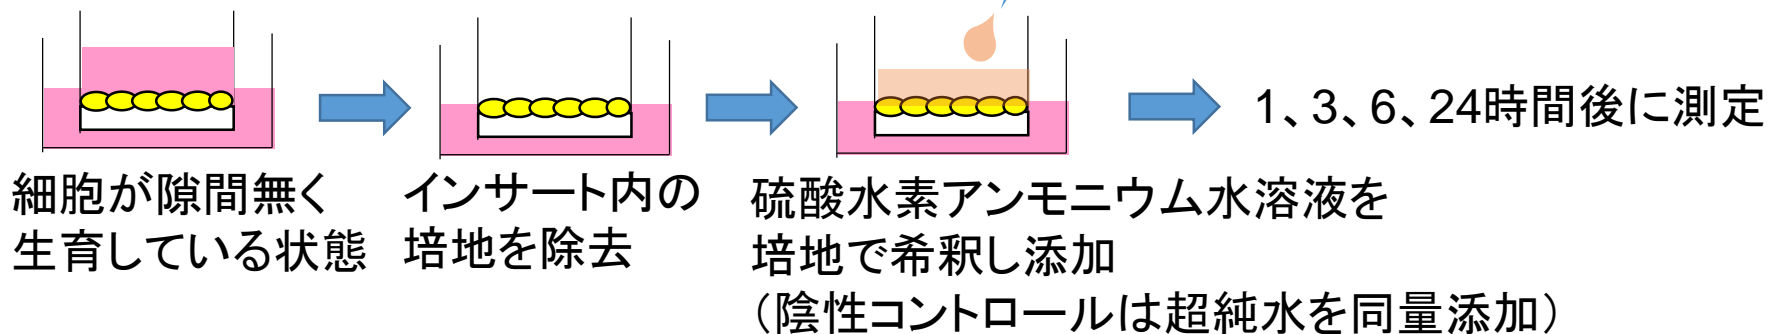 1、3、6、24時間後に測定
細胞が隙間無く
生育している状態
インサート内の
培地を除去
硫酸水素アンモニウム水溶液を
培地で希釈し添加
（陰性コントロールは超純水を同量添加）